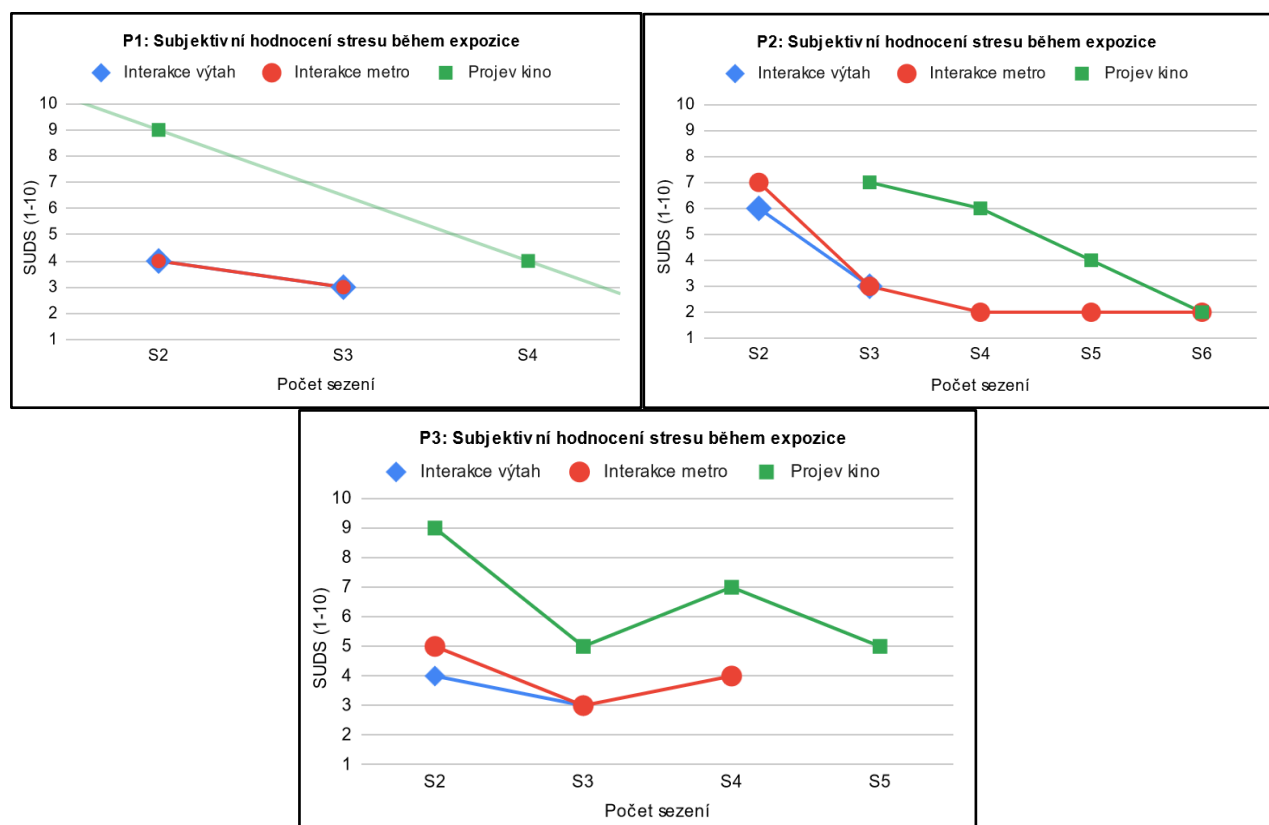 P1: Subjektivní hodnocení stresu během expozice
Interakce výtah Interakce metro Projev kino
SUDS (1-10)
10
9
8
7
6
5
4
3
2
1
S2 S3 S4
Počet sezení
P2: Subjektivní hodnocení stresu během expozice
Interakce výtah Interakce metro Projev kino
SUDS (1-10)
10
9
8
7
6
5
4
3
2
1
S2 S3 S4 S5 S6
Počet sezení
P3: Subjektivní hodnocení stresu během expozice
Interakce výtah Interakce metro Projev kino
SUDS (1-10)
10
9
8
7
6
5
4
3
2
1
S2 S3 S4 S5
Počet sezení